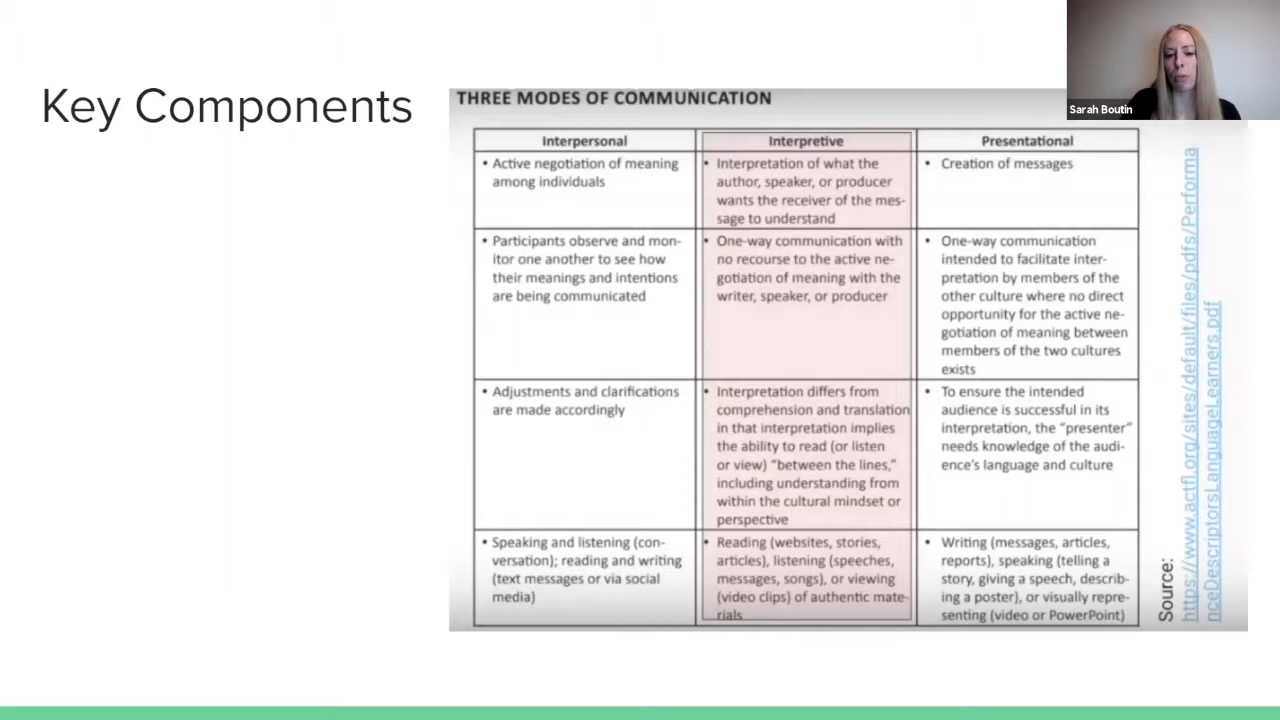 Key Components
THREE MODES OF COMMUNICATION
Sarah Boutin
Interpersonal
• Active negotiation of meaning
among individuals
• Participants observe and mon-
itor one another to see how
their meanings and intentions
are being communicated
• Adjustments and clarifications
are made accordingly
• Speaking and listening (con-
versation); reading and writing
(text messages or via social
media)
Interpretive
• Interpretation of what the
author, speaker, or producer
wants the receiver of the mes-
sage to understand
• One-way communication with
no recourse to the active ne-
gotiation of meaning with the
writer, speaker, or producer
• Interpretation differs from
comprehension and translation
in that interpretation implies
the ability to read (or listen
or view) “between the lines,”
including understanding from
within the cultural mindset or
perspective
• Reading (websites, stories,
articles), listening (speeches,
messages, songs), or viewing
(video clips) of authentic mate-
rials
Presentational
• Creation of messages
• One-way communication
intended to facilitate inter-
pretation by members of the
other culture where no direct
opportunity for the active ne-
gotiation of meaning between
members of the two cultures
exists
• To ensure the intended
audience is successful in its
interpretation, the “presenter”
needs knowledge of the audi-
ence’s language and culture
• Writing (messages, articles,
reports), speaking (telling a
story, giving a speech, describ-
ing a poster), or visually repre-
senting (video or PowerPoint)
Source:
https://www.actfl.org/sites/default/files/pdfs/Performa
nceDescriptorsLanguageLearners.pdf